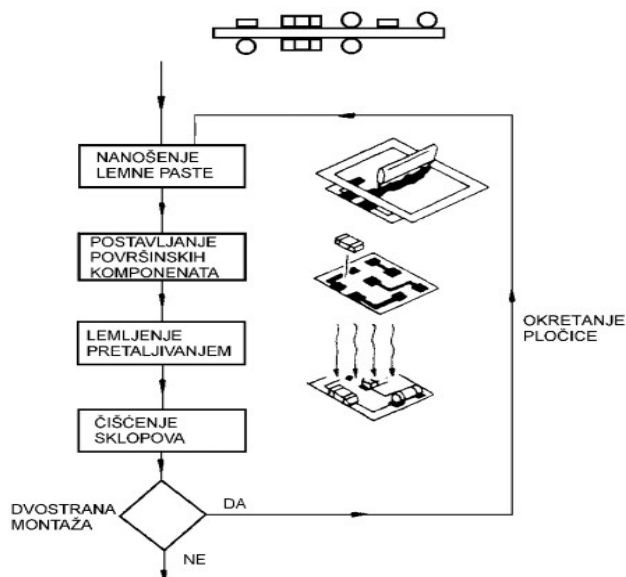 NANOŠENJE
LEMNE PASTE
POSTAVLJANJE
POVRŠINSKIH
KOMPONENATA
LEMLJENJE
PRETALJIVANJEM
ČIŠĆENJE
SKLOPOVA
DVOSTRANA
MONTAŽA
DA
NE
OKRETANJE
PLOČICE